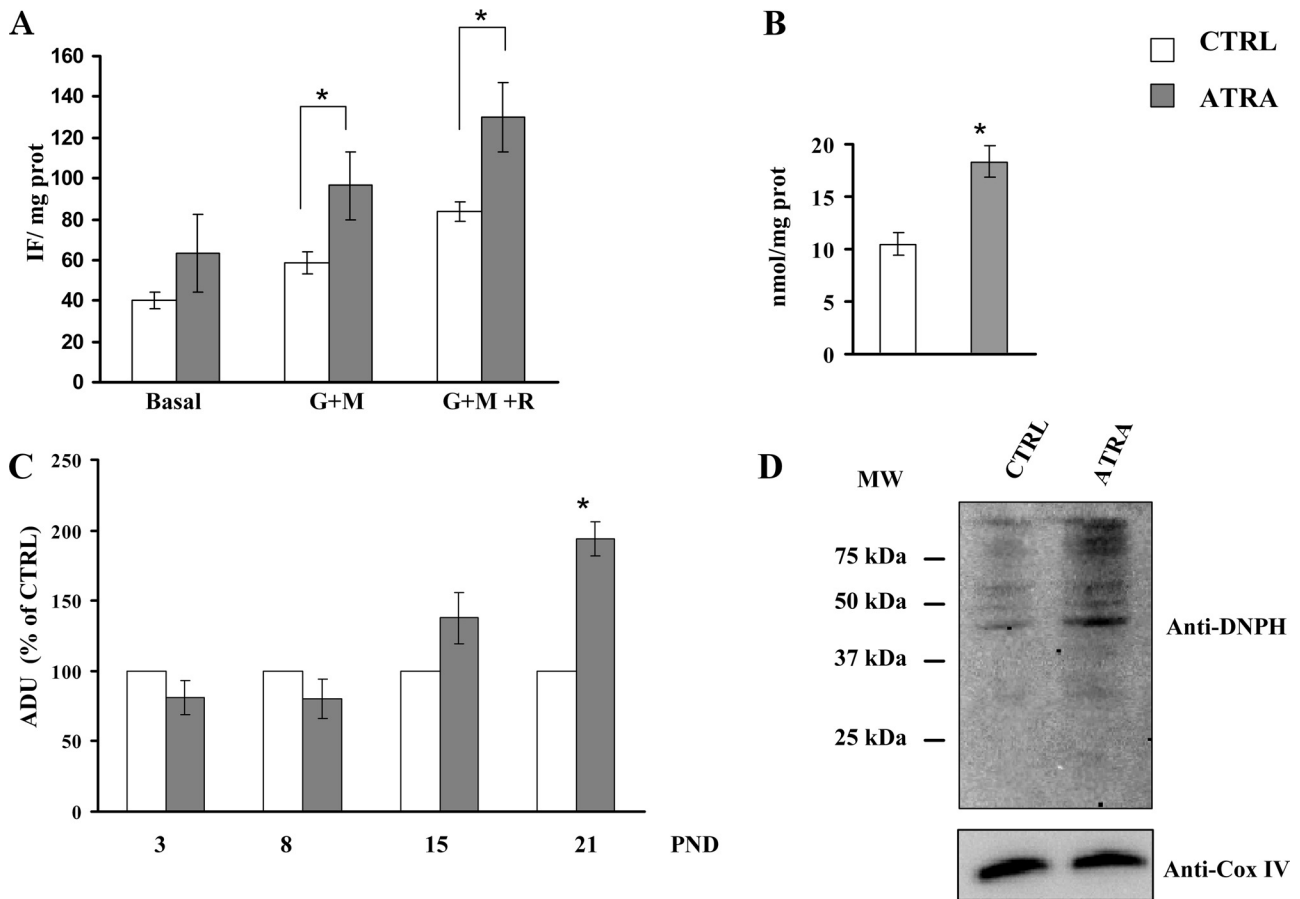 A
IF/ mg prot
160
140
120
100
80
60
40
20
0
*
*
Basal G+M G+M +R
B
CTRL
ATRA
nmol/mg prot
20
15
10
5
0
*
C
ADU (% of CTRL)
250
200
150
100
50
0
*
3 8 15 21 PND
D
CTRL ATRA
MW
75 kDa
50 kDa
37 kDa
25 kDa
Anti-DNPH
Anti-Cox IV